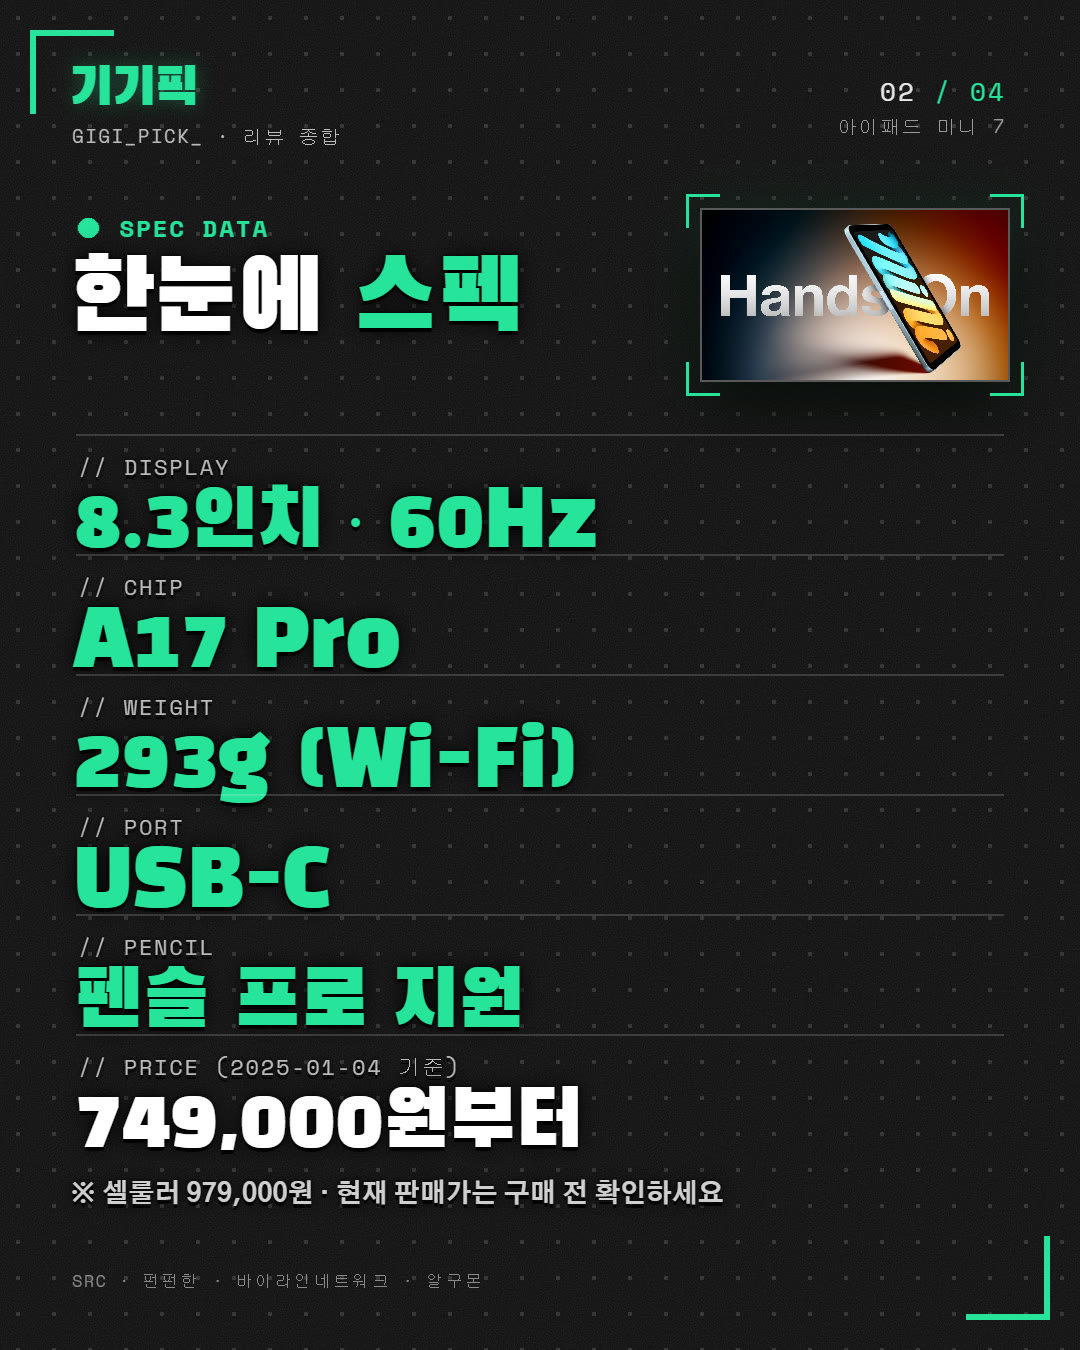 기기픽
GIGI_PICK_ · 리뷰 종합
02 / 04
아이패드 미니 7
SPEC DATA
한눈에 스펙
Hands On
mini
// DISPLAY
8.3인치 · 60Hz
// CHIP
A17 Pro
// WEIGHT
293g (Wi-Fi)
// PORT
USB-C
// PENCIL
펜슬 프로 지원
// PRICE (2025-01-04 기준)
749,000원부터
※ 셀룰러 979,000원 · 현재 판매가는 구매 전 확인하세요
SRC · 펀펀한 · 바이라인네트워크 · 알구몬